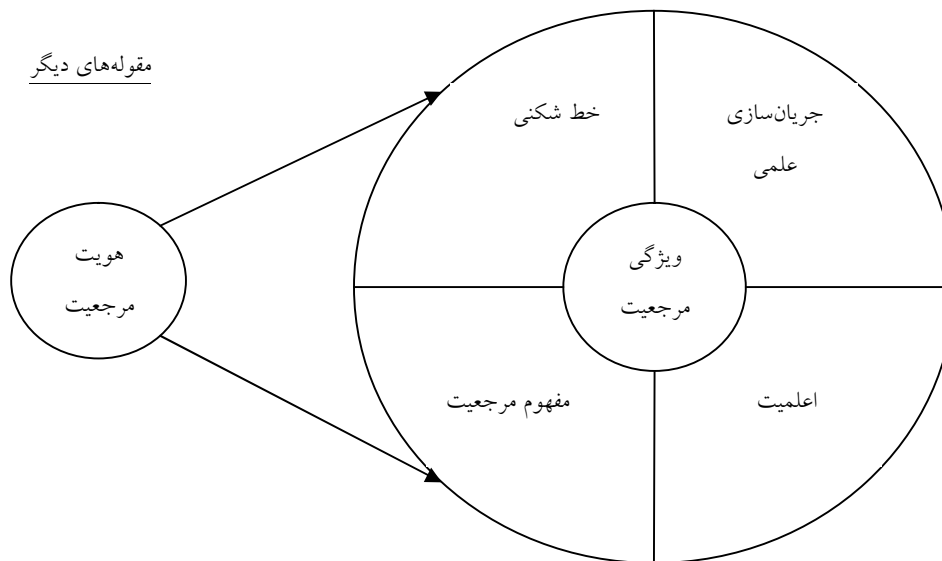 مقوله‌های دیگر
جریان‌سازی
علمی
خط شکنی
ویژگی
مرجعیت
هویت
مرجعیت
اعلمیت
مفهوم مرجعیت